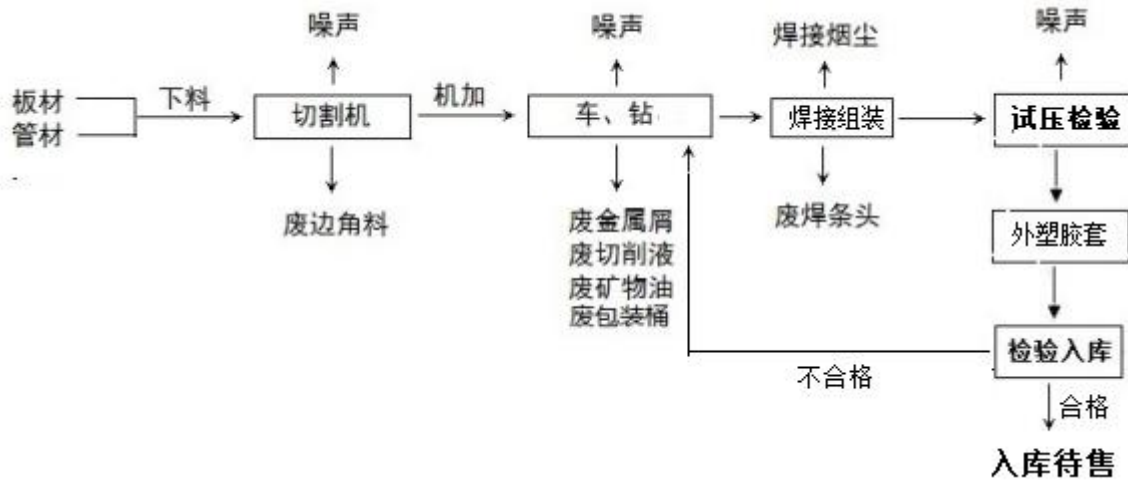 噪声
噪声
焊接烟尘
噪声
板材
管材
下料
切割机
机加
车、钻
焊接组装
试压检验
废边角料
废金属屑
废切削液
废矿物油
废包装桶
废焊条头
外塑胶套
检验入库
不合格
合格
入库待售